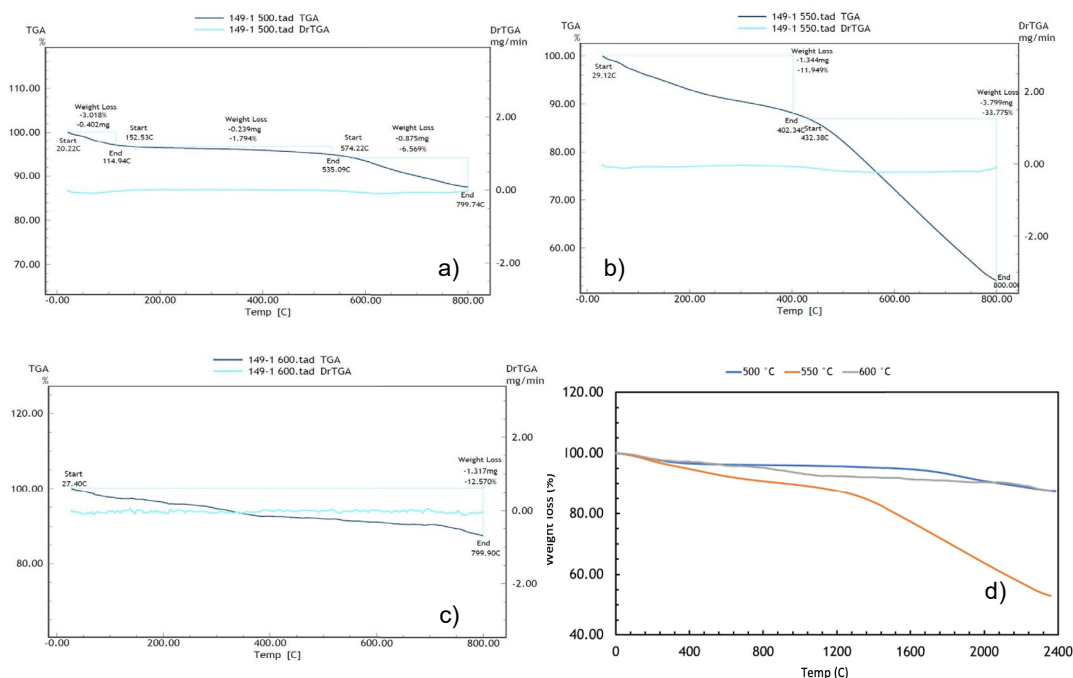 149-1 500.tad TGA
149-1 500.tad DrTGA
TGA
%
DrTGA
mg/min
110.00
100.00
90.00
80.00
70.00
2.00
1.00
0.00
-2.00
Weight Loss
-3.018%
-0.402mg
Start
20.22C
End
114.94C
Start
152.53C
Weight Loss
-0.239mg
-1.794%
End
535.09C
Start
574.22C
Weight Loss
-0.875mg
-6.569%
End
799.74C
a)
-0.00
200.00
400.00
600.00
800.00
Temp [C]
149-1 550.tad TGA
149-1 550.tad DrTGA
TGA
%
DrTGA
mg/min
100.00
90.00
80.00
70.00
60.00
2.00
0.00
-2.00
Start
29.12C
Weight Loss
-1.344mg
-11.949%
End
402.34C
Start
432.38C
Weight Loss
-3.799mg
-33.775%
End
800.00C
b)
-0.00
200.00
400.00
600.00
800.00
Temp [C]
149-1 600.tad TGA
149-1 600.tad DrTGA
TGA
%
DrTGA
mg/min
120.00
100.00
80.00
2.00
0.00
-2.00
Start
27.40C
Weight Loss
-1.317mg
-12.570%
End
799.90C
c)
-0.00
200.00
400.00
600.00
800.00
Temp [C]
500 °C 550 °C 600 °C
120.00
100.00
80.00
60.00
40.00
Weight loss (%)
d)
0 400 800 1200 1600 2000 2400
Temp (C)